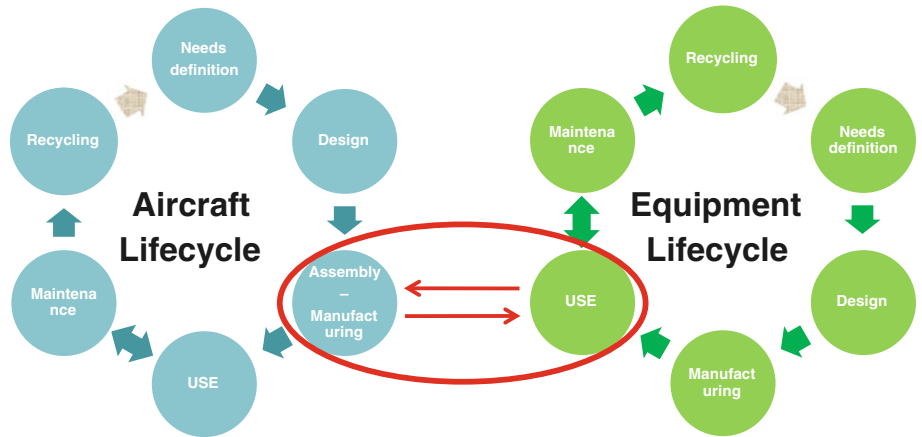 Needs
definition
Design
Assembly
–
Manufact
uring
USE
Maintena
nce
Recycling
Aircraft
Lifecycle
Recycling
Needs
definition
Design
Manufact
uring
USE
Maintena
nce
Equipment
Lifecycle